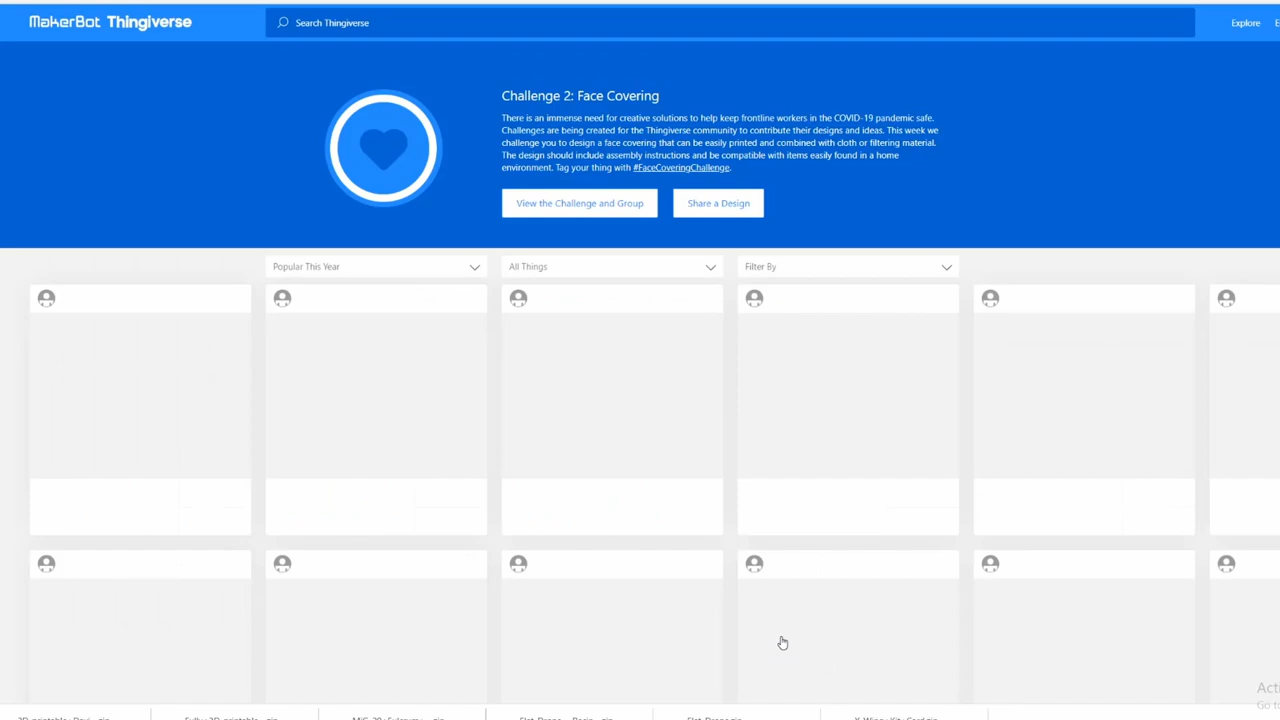 MakerBot Thingiverse
Search Thingiverse
Explore
Challenge 2: Face Covering
There is an immense need for creative solutions to help keep frontline workers in the COVID-19 pandemic safe.
Challenges are being created for the Thingiverse community to contribute their designs and ideas. This week we
challenge you to design a face covering that can be easily printed and combined with cloth or filtering material.
The design should include assembly instructions and be compatible with items easily found in a home
environment. Tag your thing with #FaceCoveringChallenge.
View the Challenge and Group
Share a Design
Popular This Year
All Things
Filter By